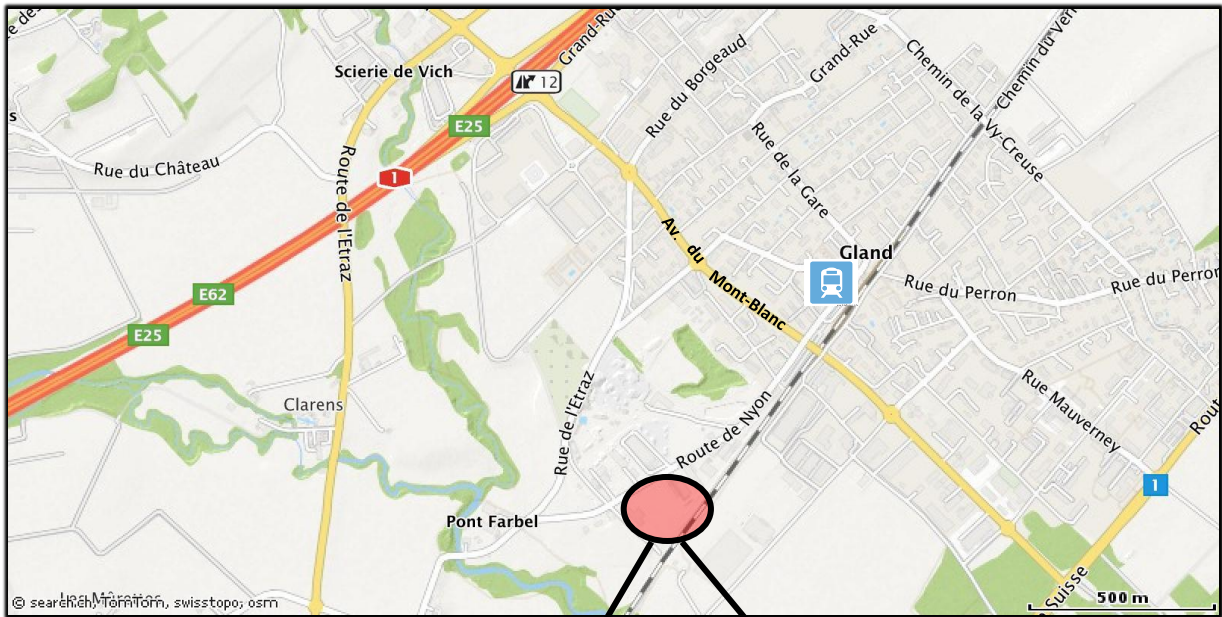 Grand-Rue
Scierie de Vich
12
Rue du Borgeaud
Grand-Rue
Chemin de la Vy-Creuse
Chemin du Ver
s
E25
Rue du Château
1
Route de l'Etraz
Rue de la Gare
Av. du Mont-Blanc
Gland
Rue du Perron
Rue du Perron
E62
E25
Clarens
Rue de l'Etraz
Route de Nyon
Rue Mauverney
Rout
1
Pont Farbel
Suisse
© search.ch, TomTom, swisstopo, osm
500 m